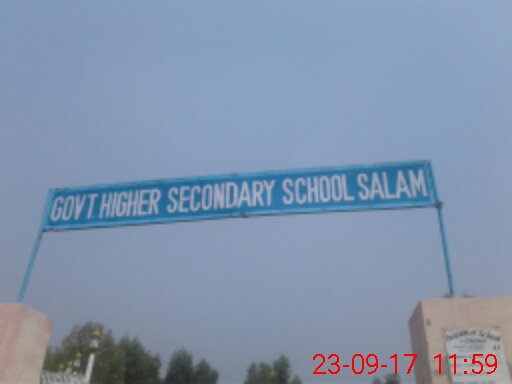 GOVT. HIGHER SECONDARY SCHOOL SALAM
23-09-17 11:59